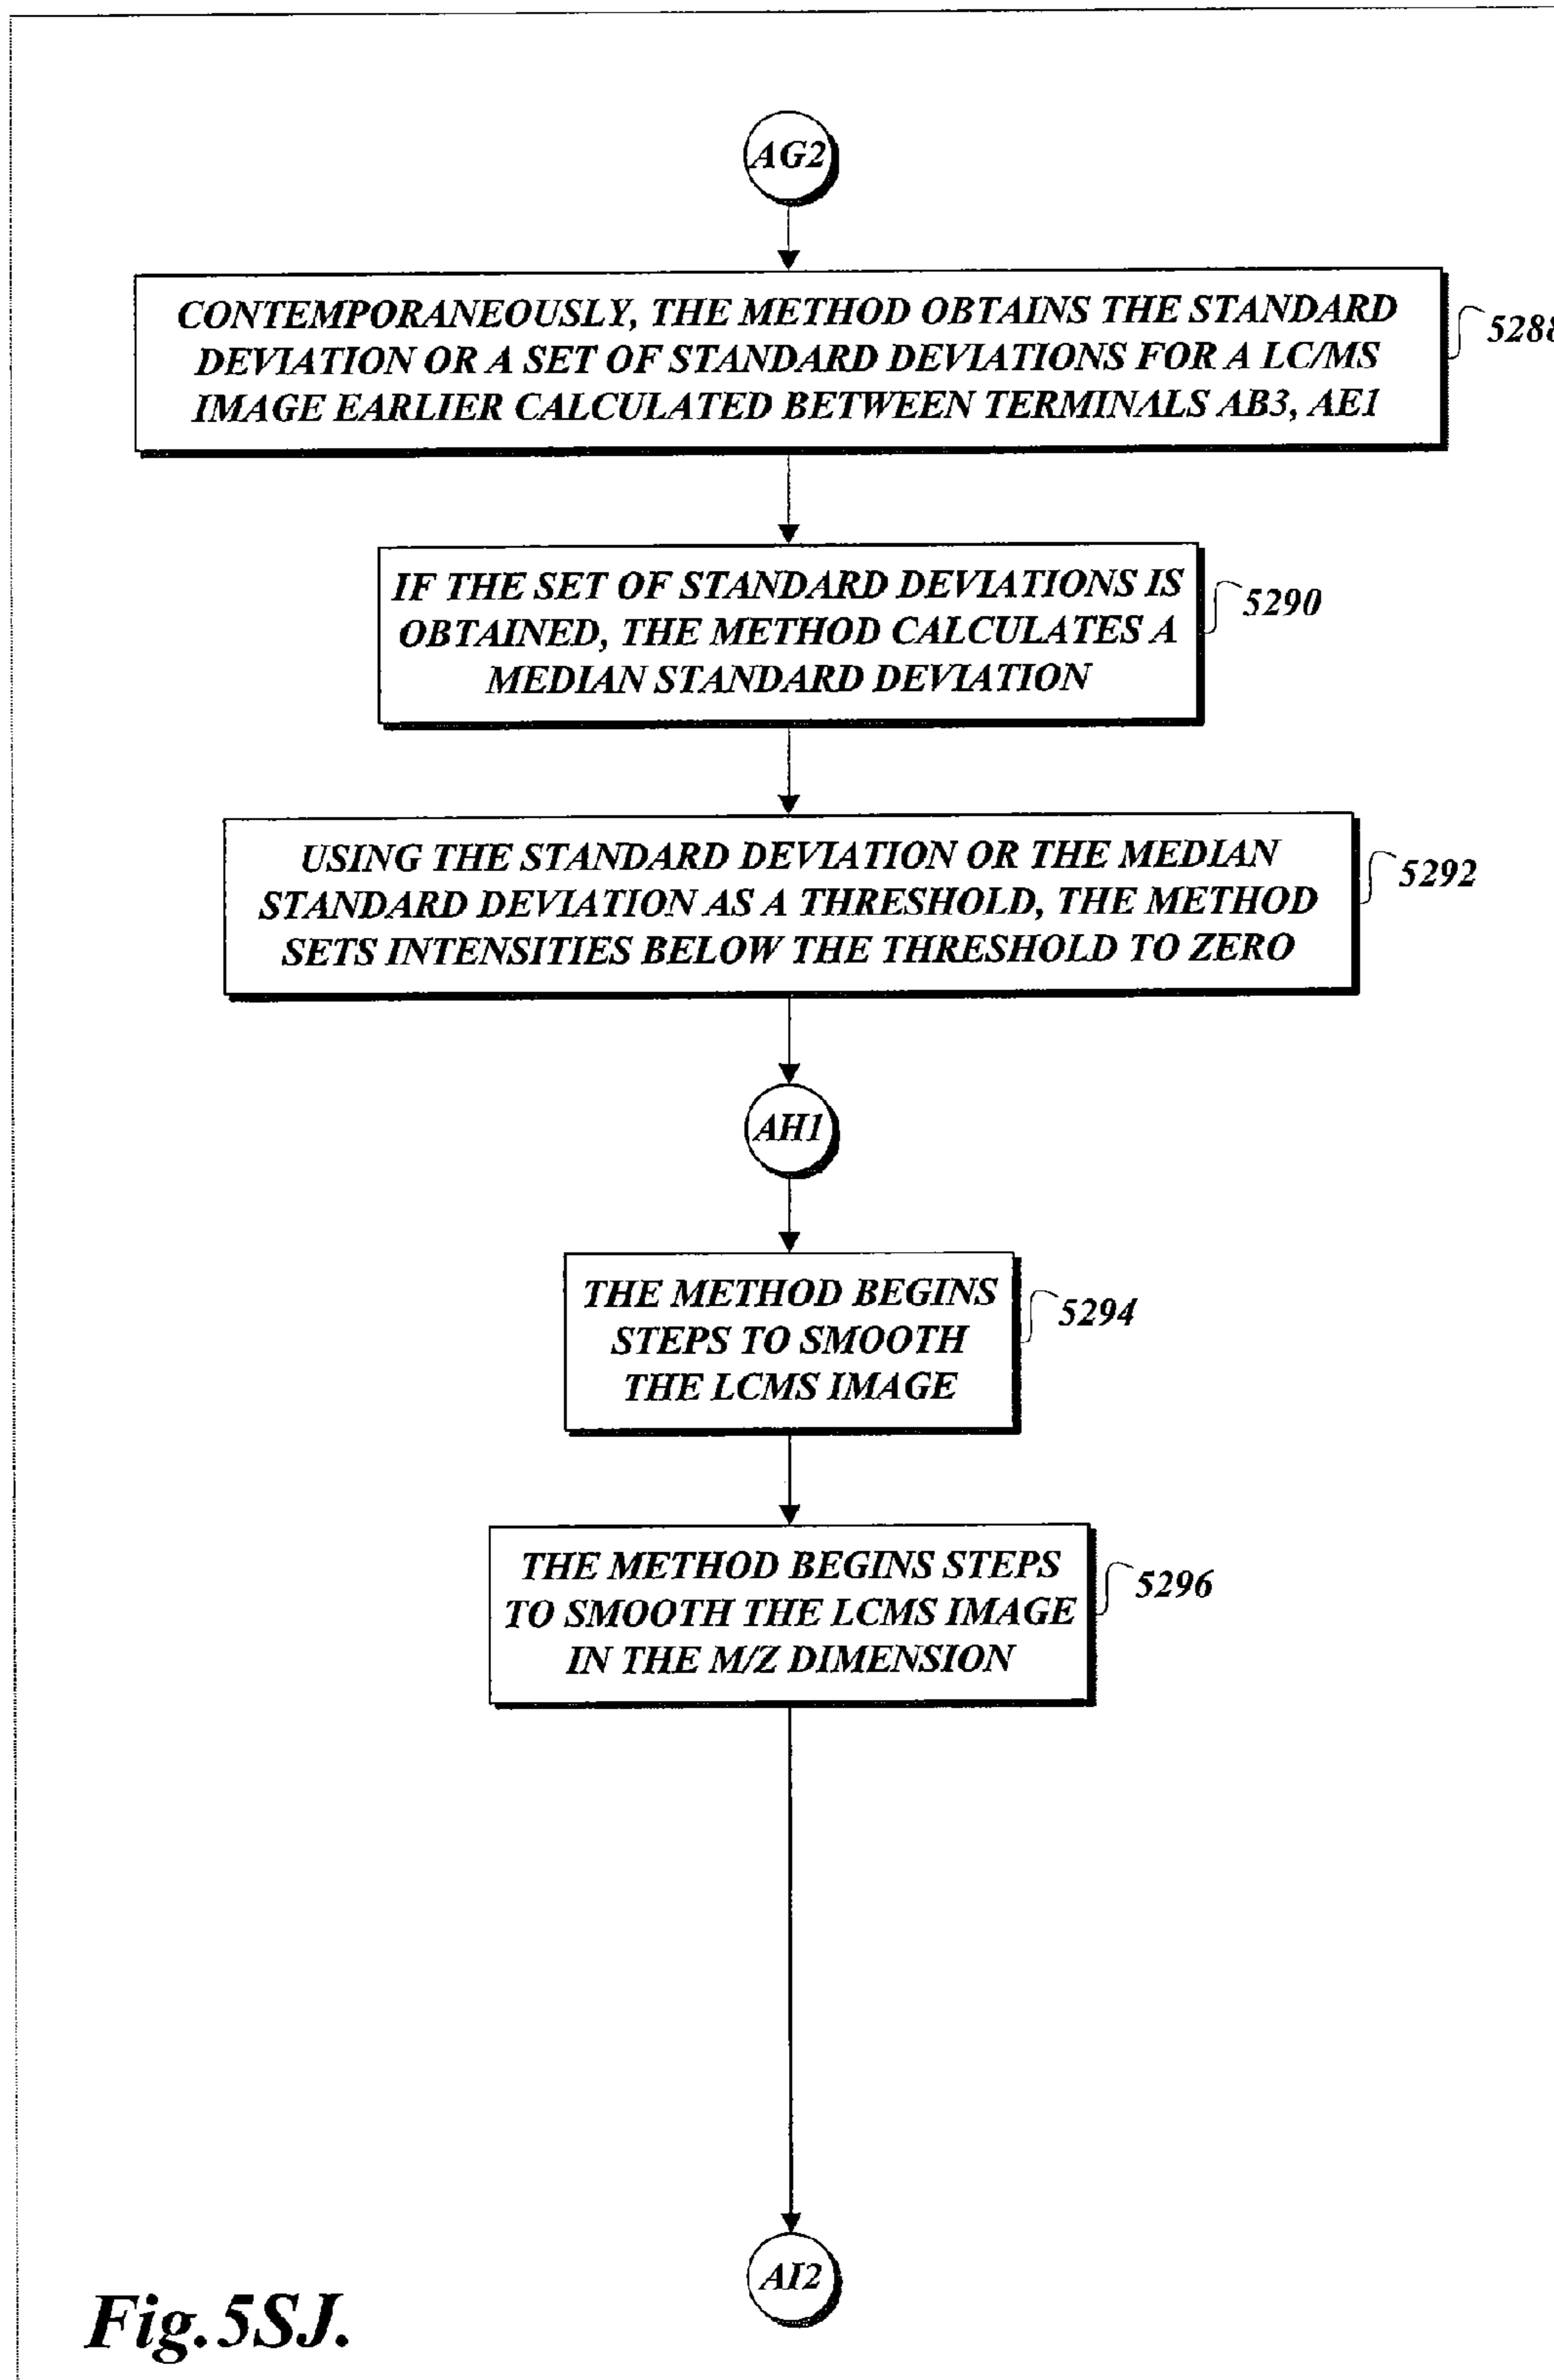 AG2
CONTEMPORANEOUSLY, THE METHOD OBTAINS THE STANDARD
DEVIATION OR A SET OF STANDARD DEVIATIONS FOR A LC/MS
IMAGE EARLIER CALCULATED BETWEEN TERMINALS AB3, AE1
5288
IF THE SET OF STANDARD DEVIATIONS IS
OBTAINED, THE METHOD CALCULATES A
MEDIAN STANDARD DEVIATION
5290
USING THE STANDARD DEVIATION OR THE MEDIAN
STANDARD DEVIATION AS A THRESHOLD, THE METHOD
SETS INTENSITIES BELOW THE THRESHOLD TO ZERO
5292
AH1
THE METHOD BEGINS
STEPS TO SMOOTH
THE LCMS IMAGE
5294
THE METHOD BEGINS STEPS
TO SMOOTH THE LCMS IMAGE
IN THE M/Z DIMENSION
5296
AI2
Fig.5SJ.